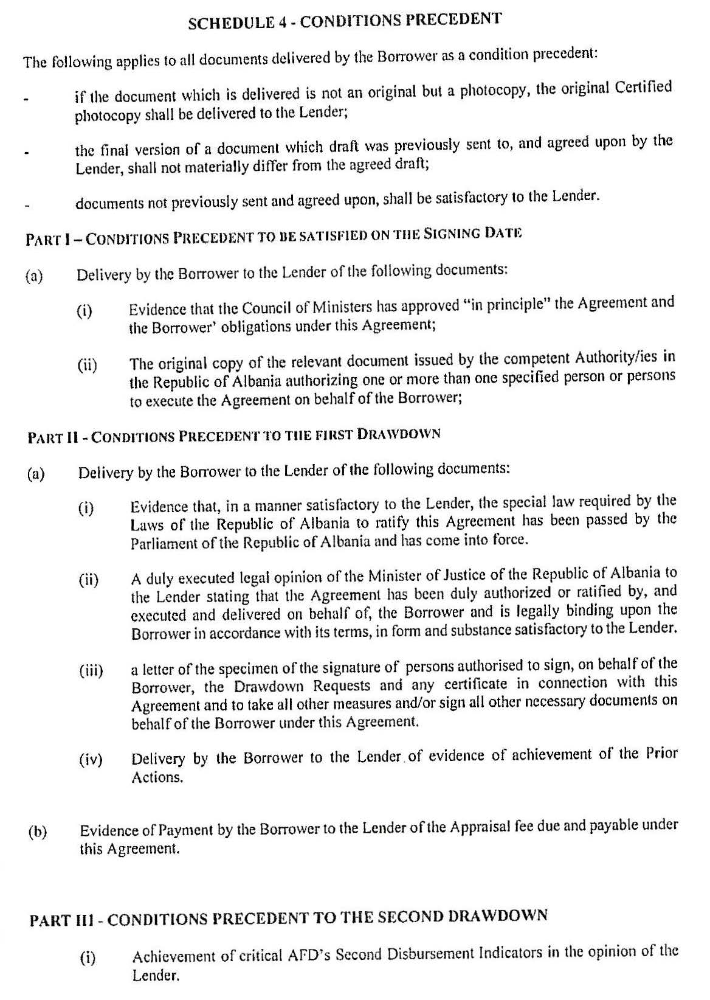 SCHEDULE 4 - CONDITIONS PRECEDENT
The following applies to all documents delivered by the Borrower as a condition precedent:
- if the document which is delivered is not an original but a photocopy, the original Certified
photocopy shall be delivered to the Lender;
- the final version of a document which draft was previously sent to, and agreed upon by the
Lender, shall not materially differ from the agreed draft;
- documents not previously sent and agreed upon, shall be satisfactory to the Lender.
PART I – CONDITIONS PRECEDENT TO BE SATISFIED ON THE SIGNING DATE
(a) Delivery by the Borrower to the Lender of the following documents:
(i) Evidence that the Council of Ministers has approved “in principle” the Agreement and
the Borrower’ obligations under this Agreement;
(ii) The original copy of the relevant document issued by the competent Authority/ies in
the Republic of Albania authorizing one or more than one specified person or persons
to execute the Agreement on behalf of the Borrower;
PART II - CONDITIONS PRECEDENT TO THE FIRST DRAWDOWN
(a) Delivery by the Borrower to the Lender of the following documents:
(i) Evidence that, in a manner satisfactory to the Lender, the special law required by the
Laws of the Republic of Albania to ratify this Agreement has been passed by the
Parliament of the Republic of Albania and has come into force.
(ii) A duly executed legal opinion of the Minister of Justice of the Republic of Albania to
the Lender stating that the Agreement has been duly authorized or ratified by, and
executed and delivered on behalf of, the Borrower and is legally binding upon the
Borrower in accordance with its terms, in form and substance satisfactory to the Lender.
(iii) a letter of the specimen of the signature of persons authorised to sign, on behalf of the
Borrower, the Drawdown Requests and any certificate in connection with this
Agreement and to take all other measures and/or sign all other necessary documents on
behalf of the Borrower under this Agreement.
(iv) Delivery by the Borrower to the Lender of evidence of achievement of the Prior
Actions.
(b) Evidence of Payment by the Borrower to the Lender of the Appraisal fee due and payable under
this Agreement.
PART III - CONDITIONS PRECEDENT TO THE SECOND DRAWDOWN
(i) Achievement of critical AFD’s Second Disbursement Indicators in the opinion of the
Lender.